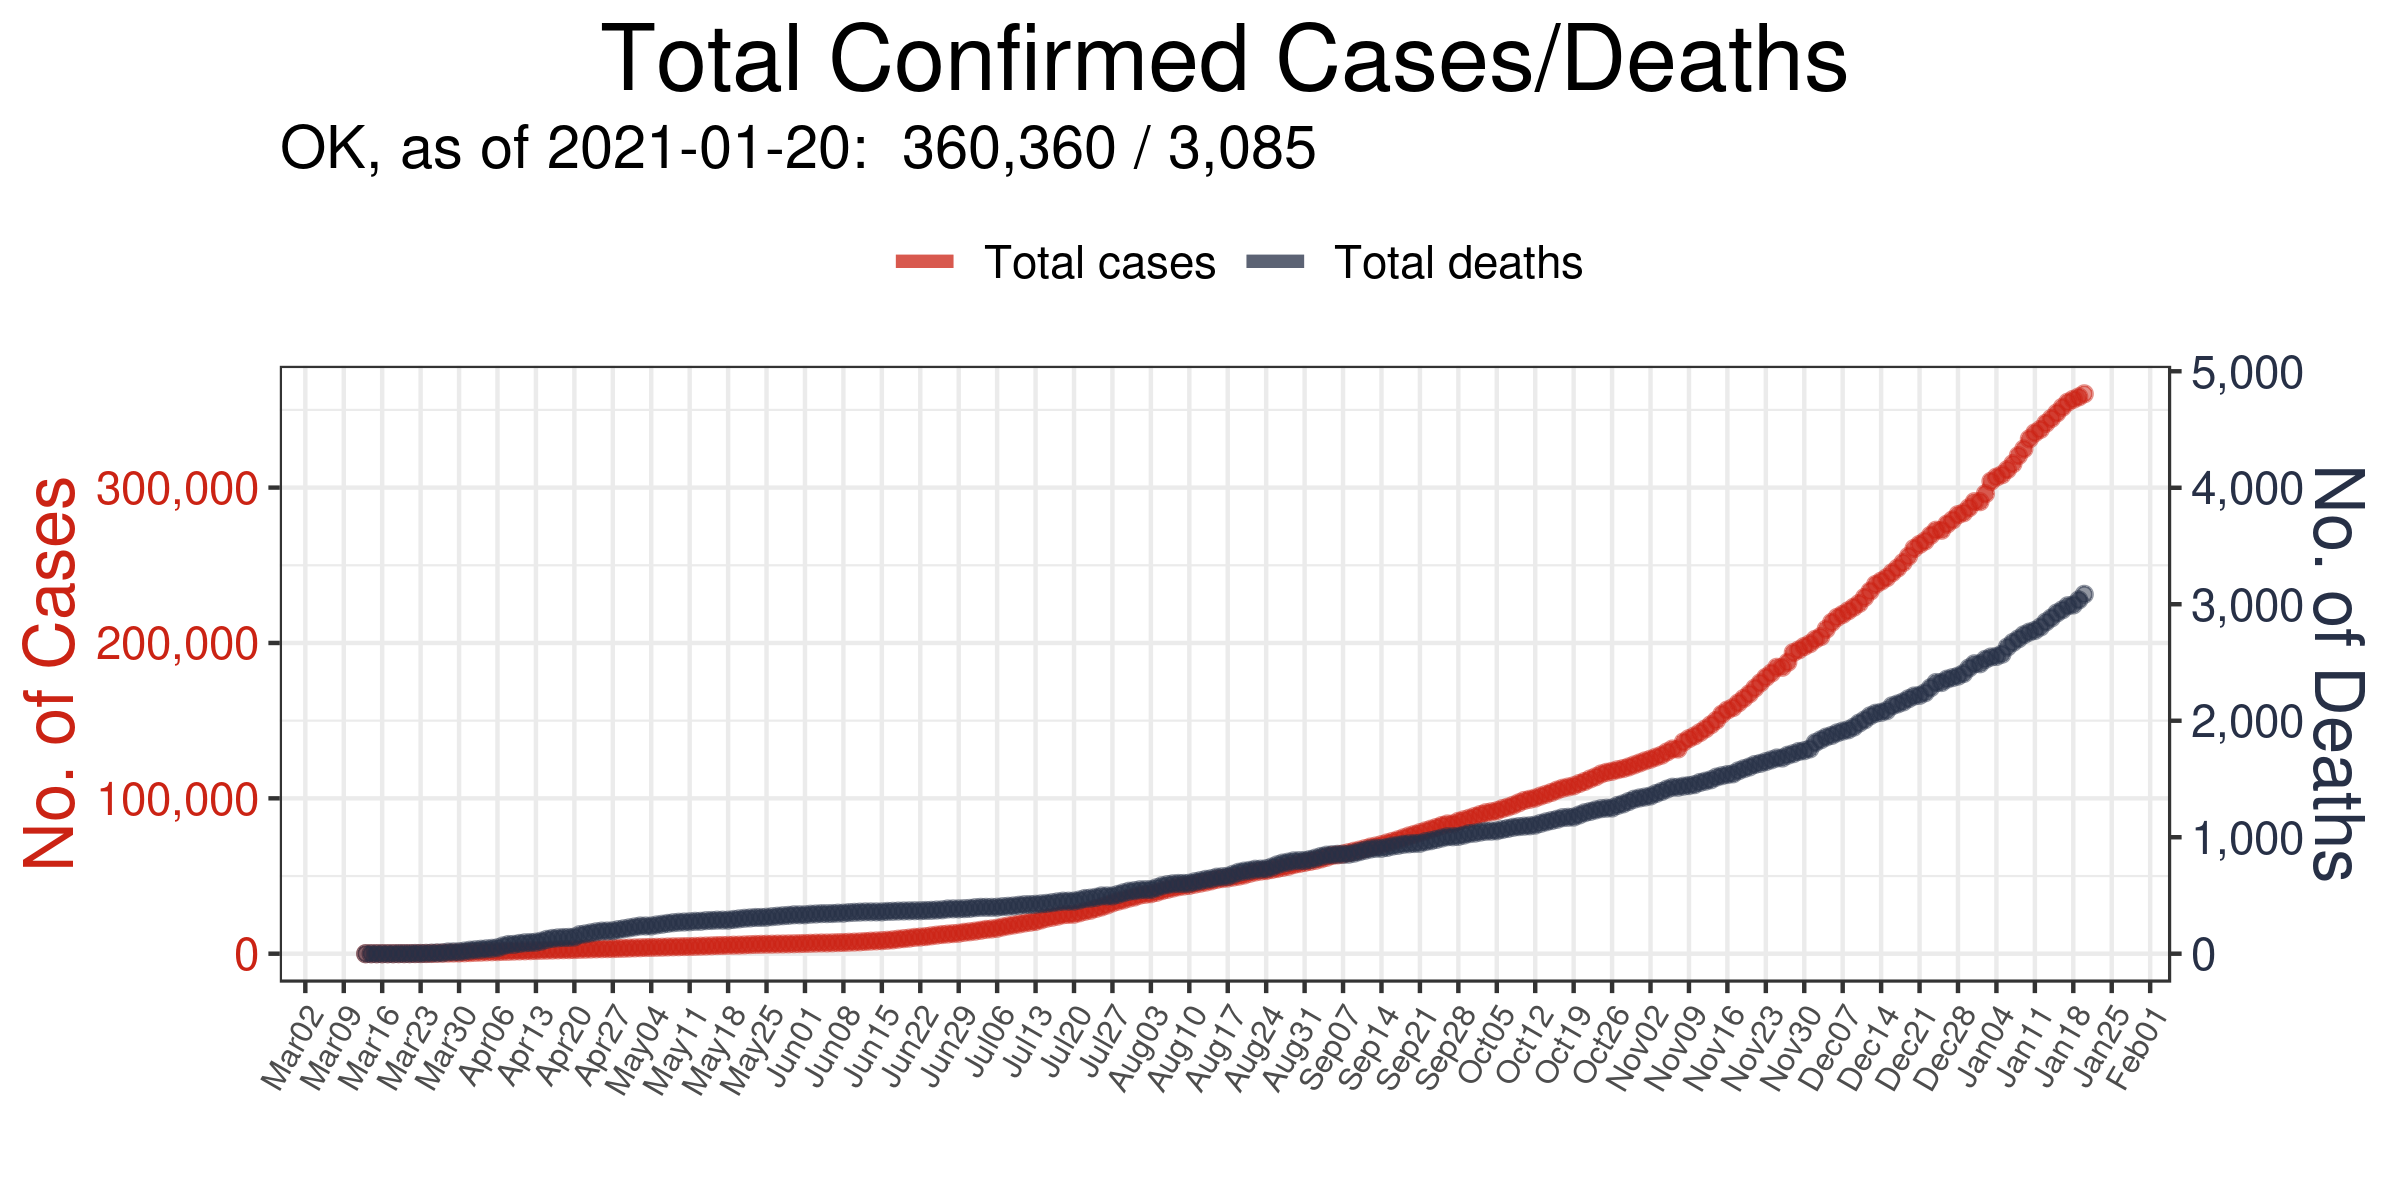 Total Confirmed Cases/Deaths
OK, as of 2021-01-20:  360,360 / 3,085
Total cases
Total deaths
No. of Cases
300,000
200,000
100,000
0
5,000
4,000
3,000
2,000
1,000
0
No. of Deaths
Mar02
Mar09
Mar16
Mar23
Mar30
Apr06
Apr13
Apr20
Apr27
May04
May11
May18
May25
Jun01
Jun08
Jun15
Jun22
Jun29
Jul06
Jul13
Jul20
Jul27
Aug03
Aug10
Aug17
Aug24
Aug31
Sep07
Sep14
Sep21
Sep28
Oct05
Oct12
Oct19
Oct26
Nov02
Nov09
Nov16
Nov23
Nov30
Dec07
Dec14
Dec21
Dec28
Jan04
Jan11
Jan18
Jan25
Feb01